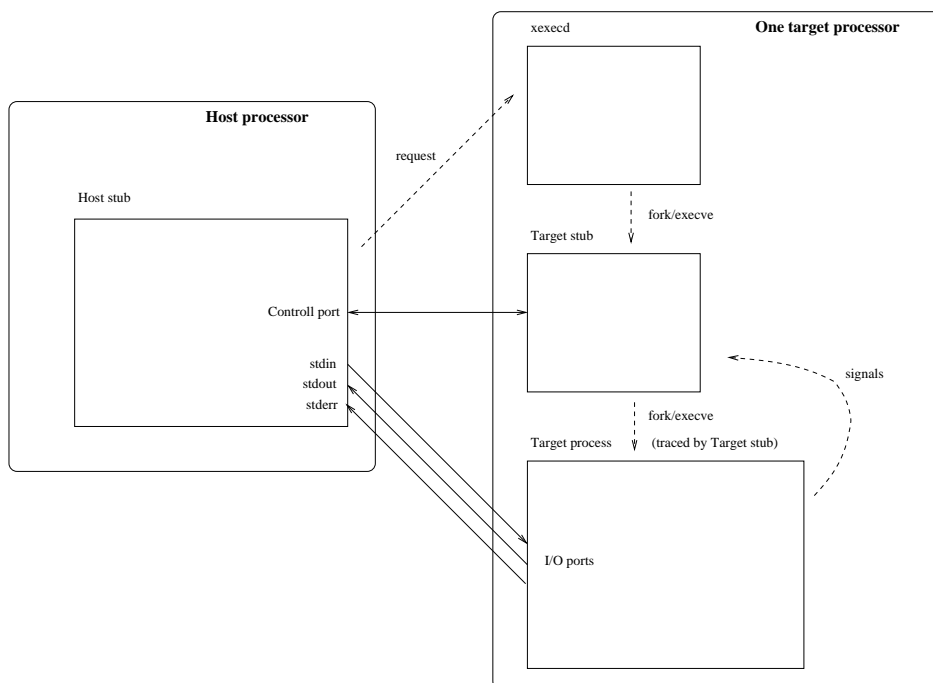 xexecd
One target processor
Host processor
request
Host stub
fork/execve
Target stub
Controll port
stdin
stdout
stderr
signals
fork/execve
Target process
(traced by Target stub)
I/O ports